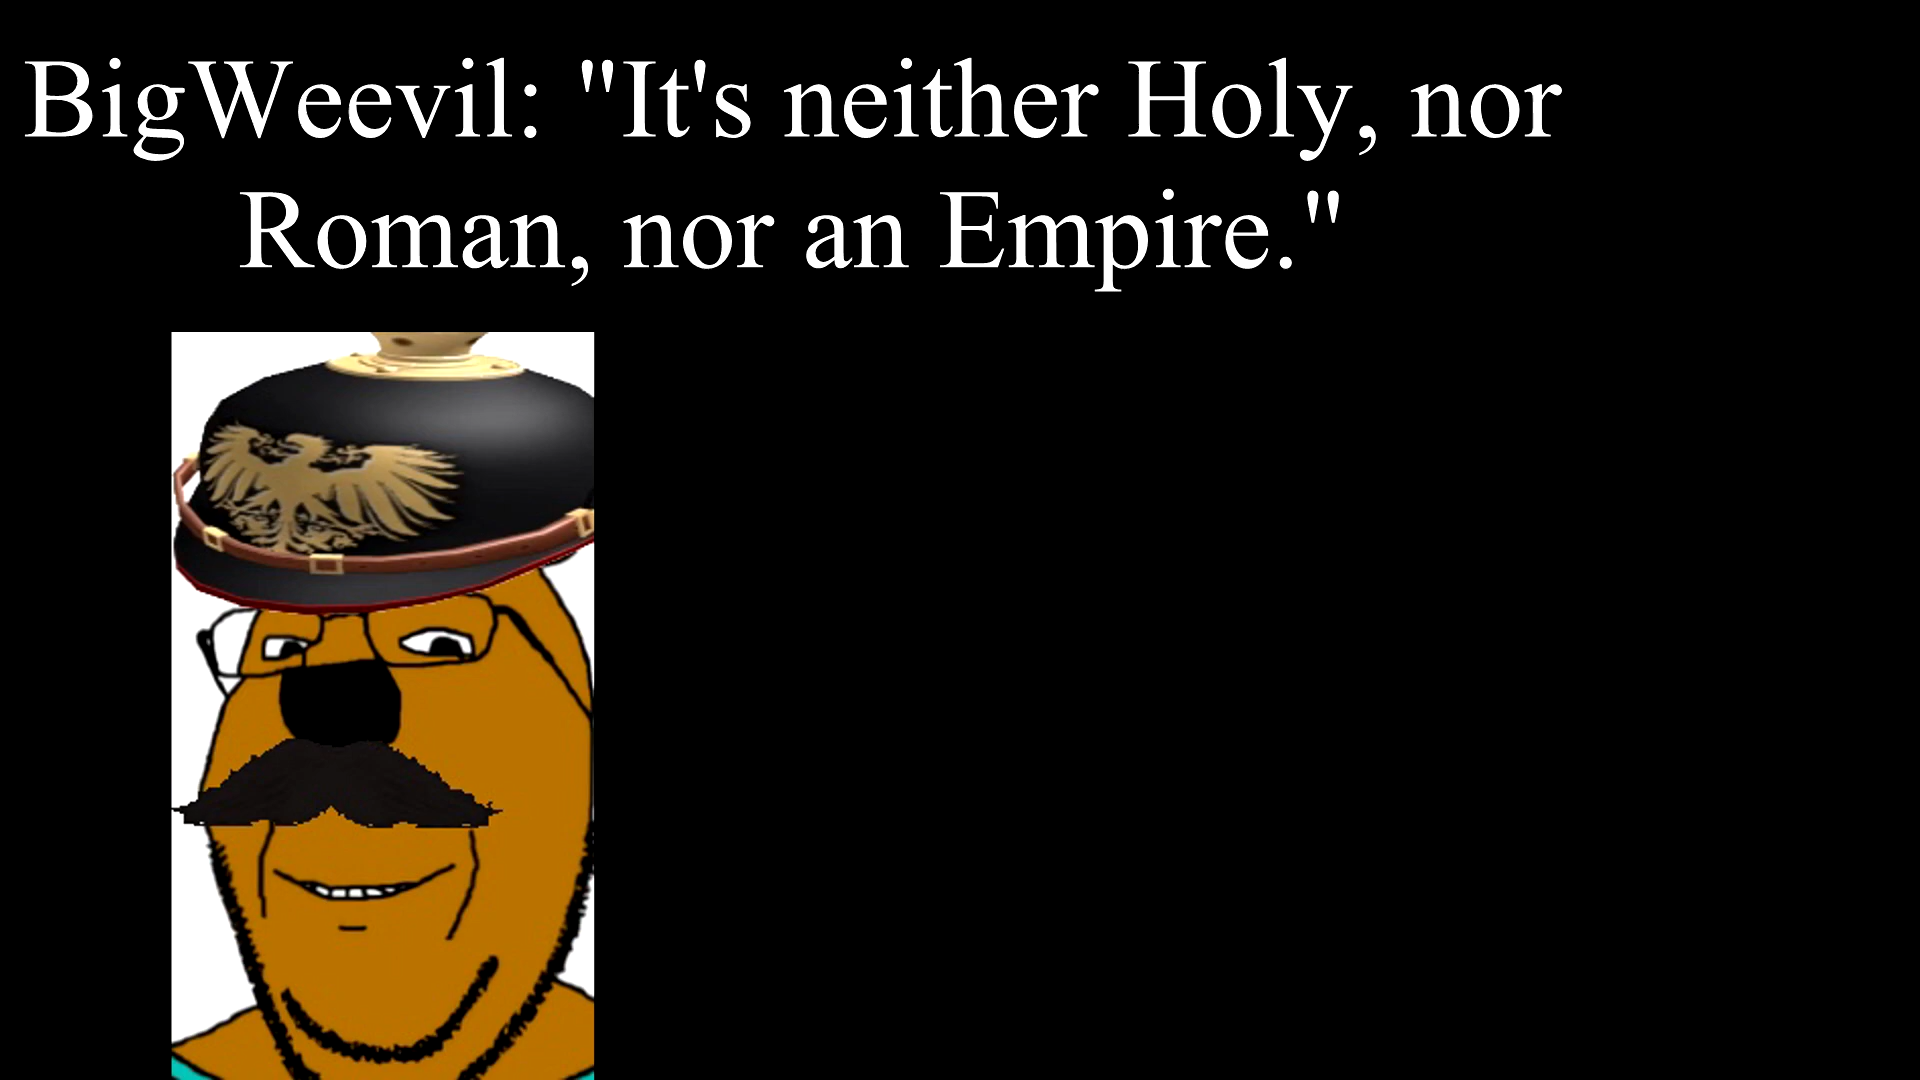 BigWeevil: "It's neither Holy, nor
Roman, nor an Empire."